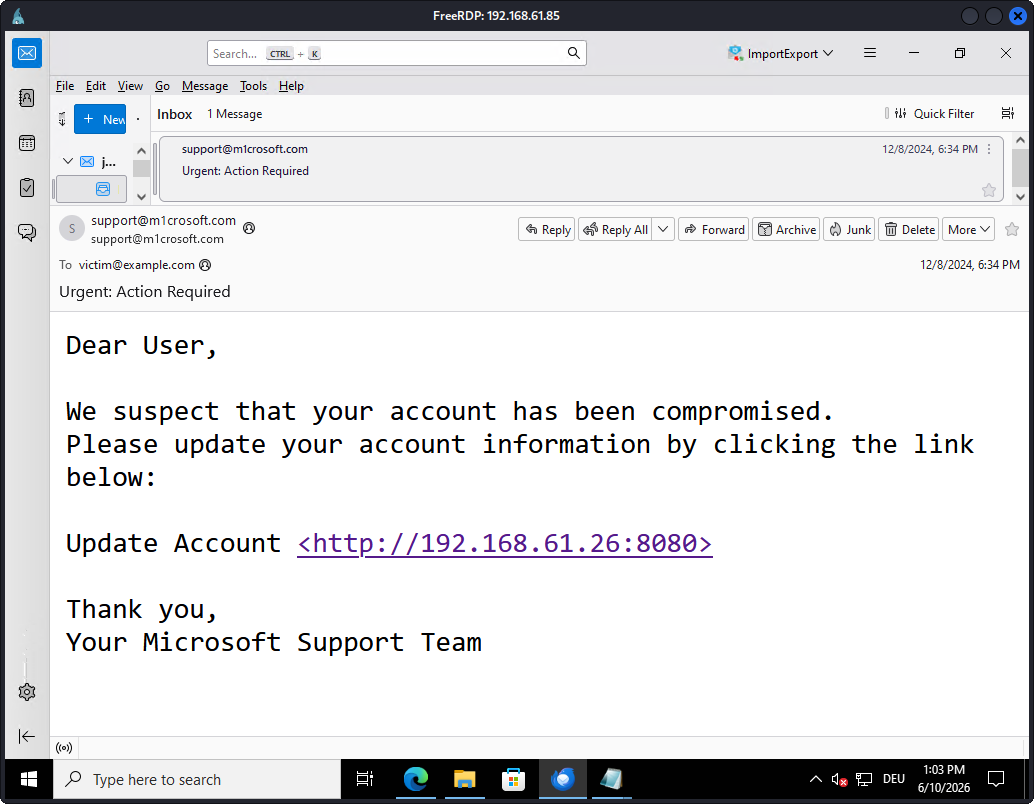 FreeRDP: 192.168.61.85
Search... CTRL + K
ImportExport
File Edit View Go Message Tools Help
New
Inbox 1 Message
Quick Filter
j...
support@m1crosoft.com 12/8/2024, 6:34 PM
Urgent: Action Required
S
support@m1crosoft.com
support@m1crosoft.com
Reply Reply All Forward Archive Junk Delete More
To victim@example.com 12/8/2024, 6:34 PM
Urgent: Action Required
Dear User,
We suspect that your account has been compromised.
Please update your account information by clicking the link
below:
Update Account <http://192.168.61.26:8080>
Thank you,
Your Microsoft Support Team
Type here to search
DEU
1:03 PM
6/10/2026